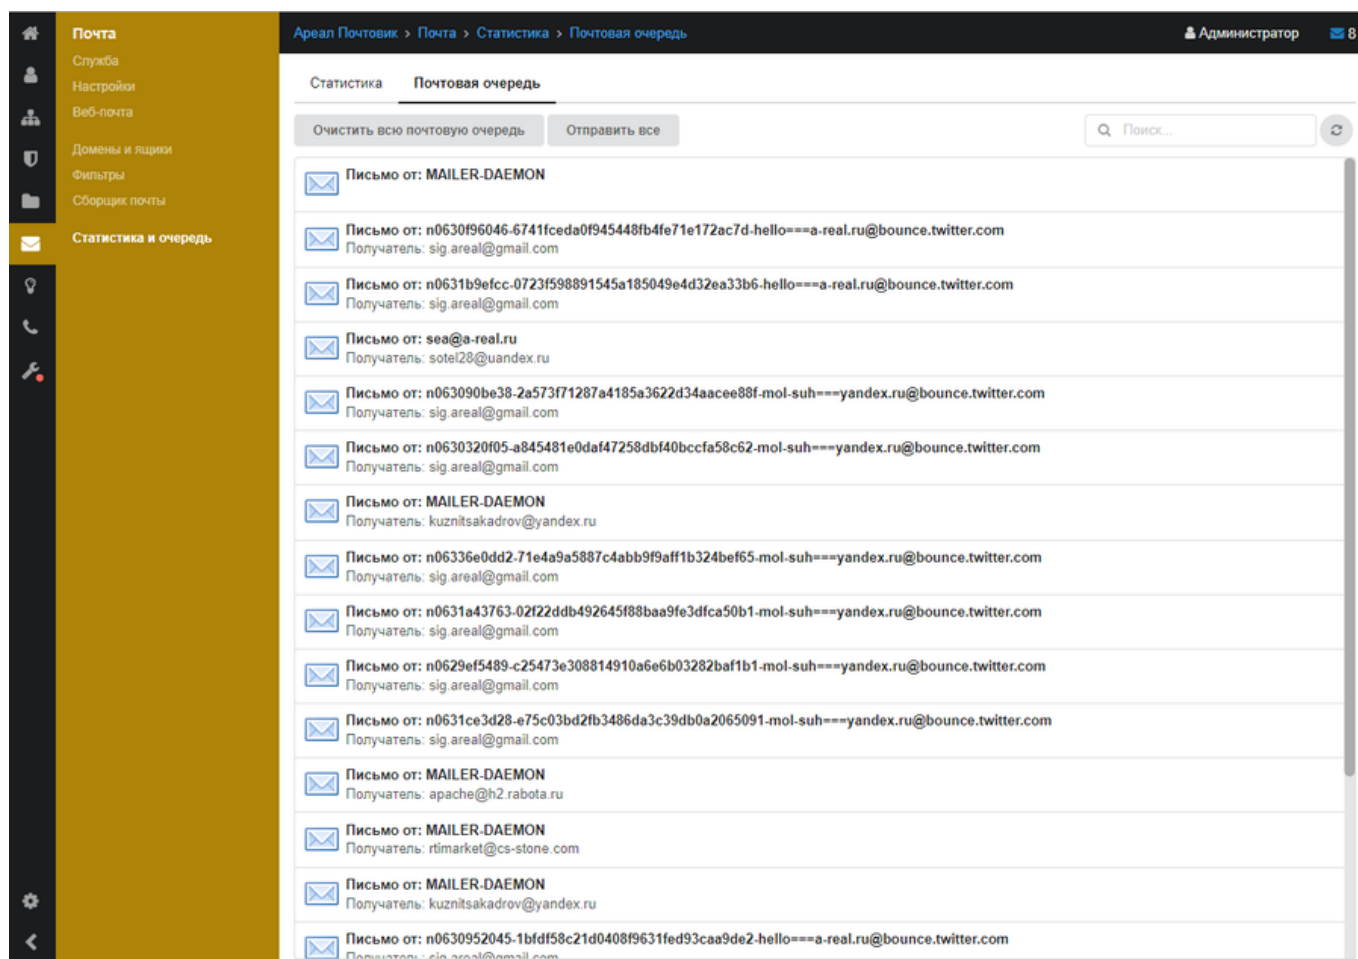 Почта
Служба
Настройки
Веб-почта
Домены и ящики
Фильтры
Сборщик почты
Статистика и очередь
Ареал Почтовик > Почта > Статистика > Почтовая очередь
Администратор
8
Статистика
Почтовая очередь
Очистить всю почтовую очередь
Отправить все
Поиск...
Письмо от: MAILER-DAEMON
Письмо от: n0630f96046-6741fceda0f945448fb4fe71e172ac7d-hello===a-real.ru@bounce.twitter.com
Получатель: sig.areal@gmail.com
Письмо от: n0631b9efcc-0723f598891545a185049e4d32ea33b6-hello===a-real.ru@bounce.twitter.com
Получатель: sig.areal@gmail.com
Письмо от: sea@a-real.ru
Получатель: sotel28@uandex.ru
Письмо от: n063090be38-2a573f71287a4185a3622d34aacee88f-mol-suh===yandex.ru@bounce.twitter.com
Получатель: sig.areal@gmail.com
Письмо от: n0630320f05-a845481e0daf47258dbf40bccfa58c62-mol-suh===yandex.ru@bounce.twitter.com
Получатель: sig.areal@gmail.com
Письмо от: MAILER-DAEMON
Получатель: kuznitsakadrov@yandex.ru
Письмо от: n06336e0dd2-71e4a9a5887c4abb9f9aff1b324bef65-mol-suh===yandex.ru@bounce.twitter.com
Получатель: sig.areal@gmail.com
Письмо от: n0631a43763-02f22ddb492645f88baa9fe3dfca50b1-mol-suh===yandex.ru@bounce.twitter.com
Получатель: sig.areal@gmail.com
Письмо от: n0629ef5489-c25473e308814910a6e6b03282baf1b1-mol-suh===yandex.ru@bounce.twitter.com
Получатель: sig.areal@gmail.com
Письмо от: n0631ce3d28-e75c03bd2fb3486da3c39db0a2065091-mol-suh===yandex.ru@bounce.twitter.com
Получатель: sig.areal@gmail.com
Письмо от: MAILER-DAEMON
Получатель: apache@h2.rabota.ru
Письмо от: MAILER-DAEMON
Получатель: rtimarket@cs-stone.com
Письмо от: MAILER-DAEMON
Получатель: kuznitsakadrov@yandex.ru
Письмо от: n0630952045-1bfdf58c21d0408f9631fed93caa9de2-hello===a-real.ru@bounce.twitter.com
Получатель: sig.areal@gmail.com